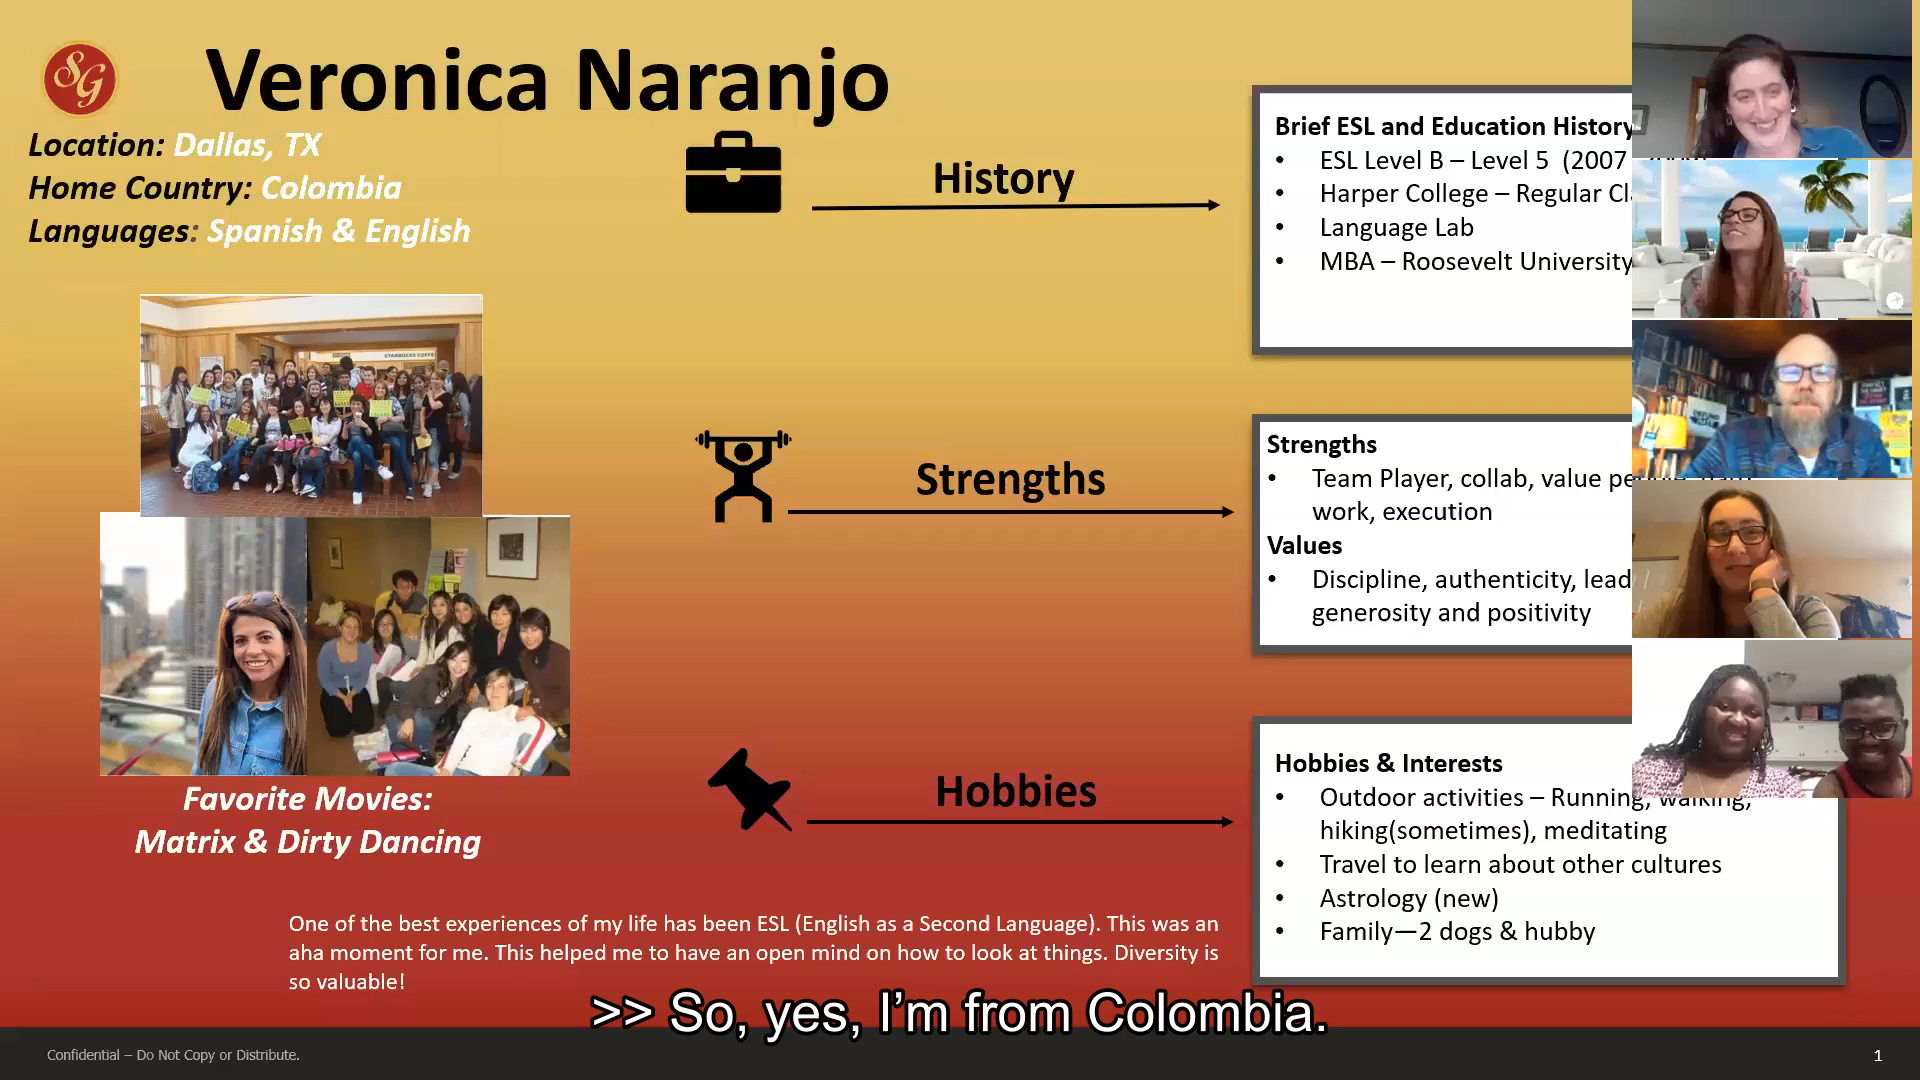 SG
Veronica Naranjo
Location: Dallas, TX
Home Country: Colombia
Languages: Spanish & English
STARBUCKS COFFE
Favorite Movies:
Matrix & Dirty Dancing
History
Strengths
Hobbies
Brief ESL and Education History
• ESL Level B – Level 5 (2007
• Harper College – Regular
• Language Lab
• MBA – Roosevelt University
Strengths
• Team Player, collab, value
work, execution
Values
• Discipline, authenticity, lead
generosity and positivity
Hobbies & Interests
• Outdoor activities – Running, walking,
hiking(sometimes), meditating
• Travel to learn about other cultures
• Astrology (new)
• Family—2 dogs & hubby
One of the best experiences of my life has been ESL (English as a Second Language). This was an
aha moment for me. This helped me to have an open mind on how to look at things. Diversity is
so valuable!
>> So, yes, I’m from Colombia.
Confidential – Do Not Copy or Distribute.
1